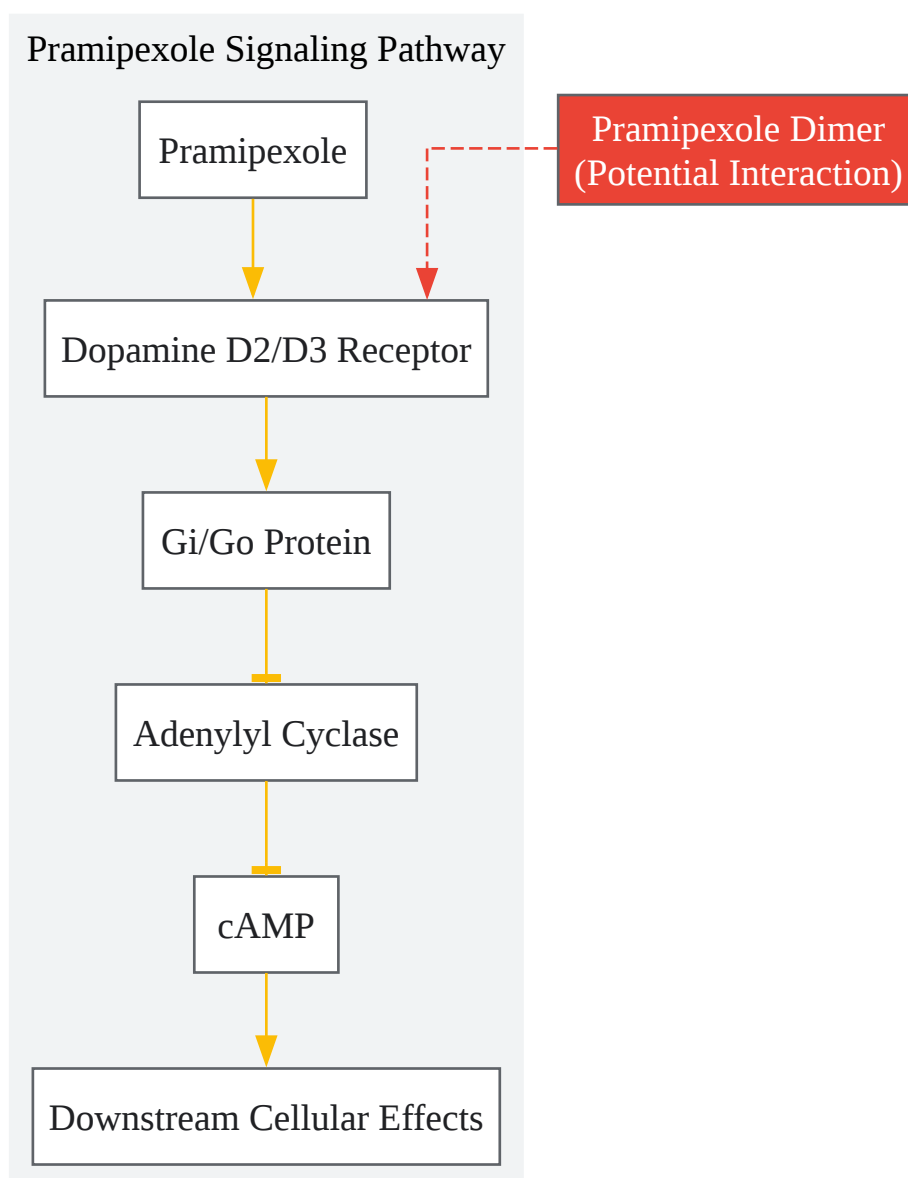 Pramipexole Signaling Pathway
Pramipexole
Pramipexole Dimer
(Potential Interaction)
Dopamine D2/D3 Receptor
Gi/Go Protein
Adenylyl Cyclase
cAMP
Downstream Cellular Effects